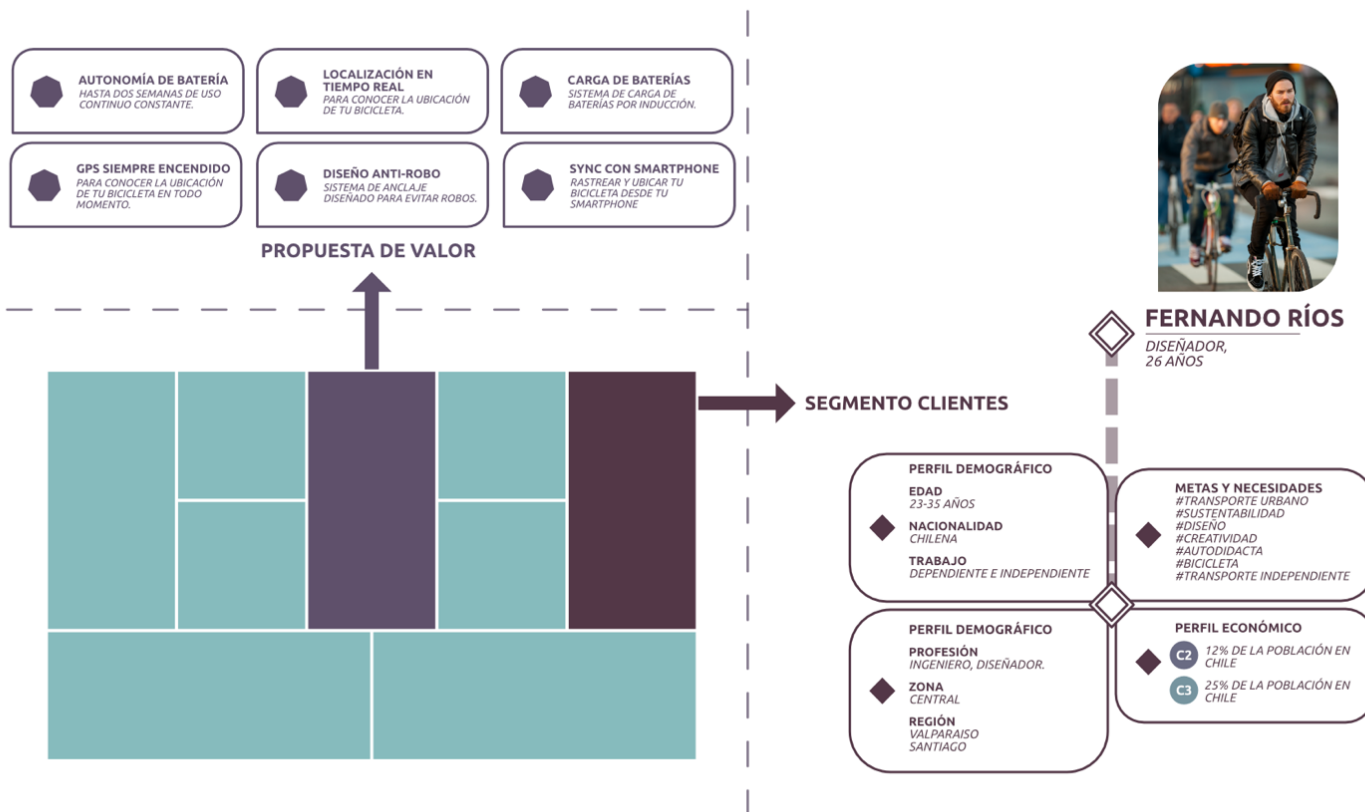 AUTONOMÍA DE BATERÍA
HASTA DOS SEMANAS DE USO
CONTINUO CONSTANTE.
LOCALIZACIÓN EN
TIEMPO REAL
PARA CONOCER LA UBICACIÓN
DE TU BICICLETA.
CARGA DE BATERÍAS
SISTEMA DE CARGA DE
BATERÍAS POR INDUCCIÓN.
GPS SIEMPRE ENCENDIDO
PARA CONOCER LA UBICACIÓN
DE TU BICICLETA EN TODO
MOMENTO.
DISEÑO ANTI-ROBO
SISTEMA DE ANCLAJE
DISEÑADO PARA EVITAR ROBOS.
SYNC CON SMARTPHONE
RASTREAR Y UBICAR TU
BICICLETA DESDE TU
SMARTPHONE
PROPUESTA DE VALOR
FERNANDO RÍOS
DISEÑADOR,
26 AÑOS
SEGMENTO CLIENTES
PERFIL DEMOGRÁFICO
EDAD
23-35 AÑOS
NACIONALIDAD
CHILENA
TRABAJO
DEPENDIENTE E INDEPENDIENTE
METAS Y NECESIDADES
#TRANSPORTE URBANO
#SUSTENTABILIDAD
#DISEÑO
#CREATIVIDAD
#AUTODIDACTA
#BICICLETA
#TRANSPORTE INDEPENDIENTE
PERFIL DEMOGRÁFICO
PROFESIÓN
INGENIERO, DISEÑADOR.
ZONA
CENTRAL
REGIÓN
VALPARAISO
SANTIAGO
PERFIL ECONÓMICO
C2 12% DE LA POBLACIÓN EN
CHILE
C3 25% DE LA POBLACIÓN EN
CHILE